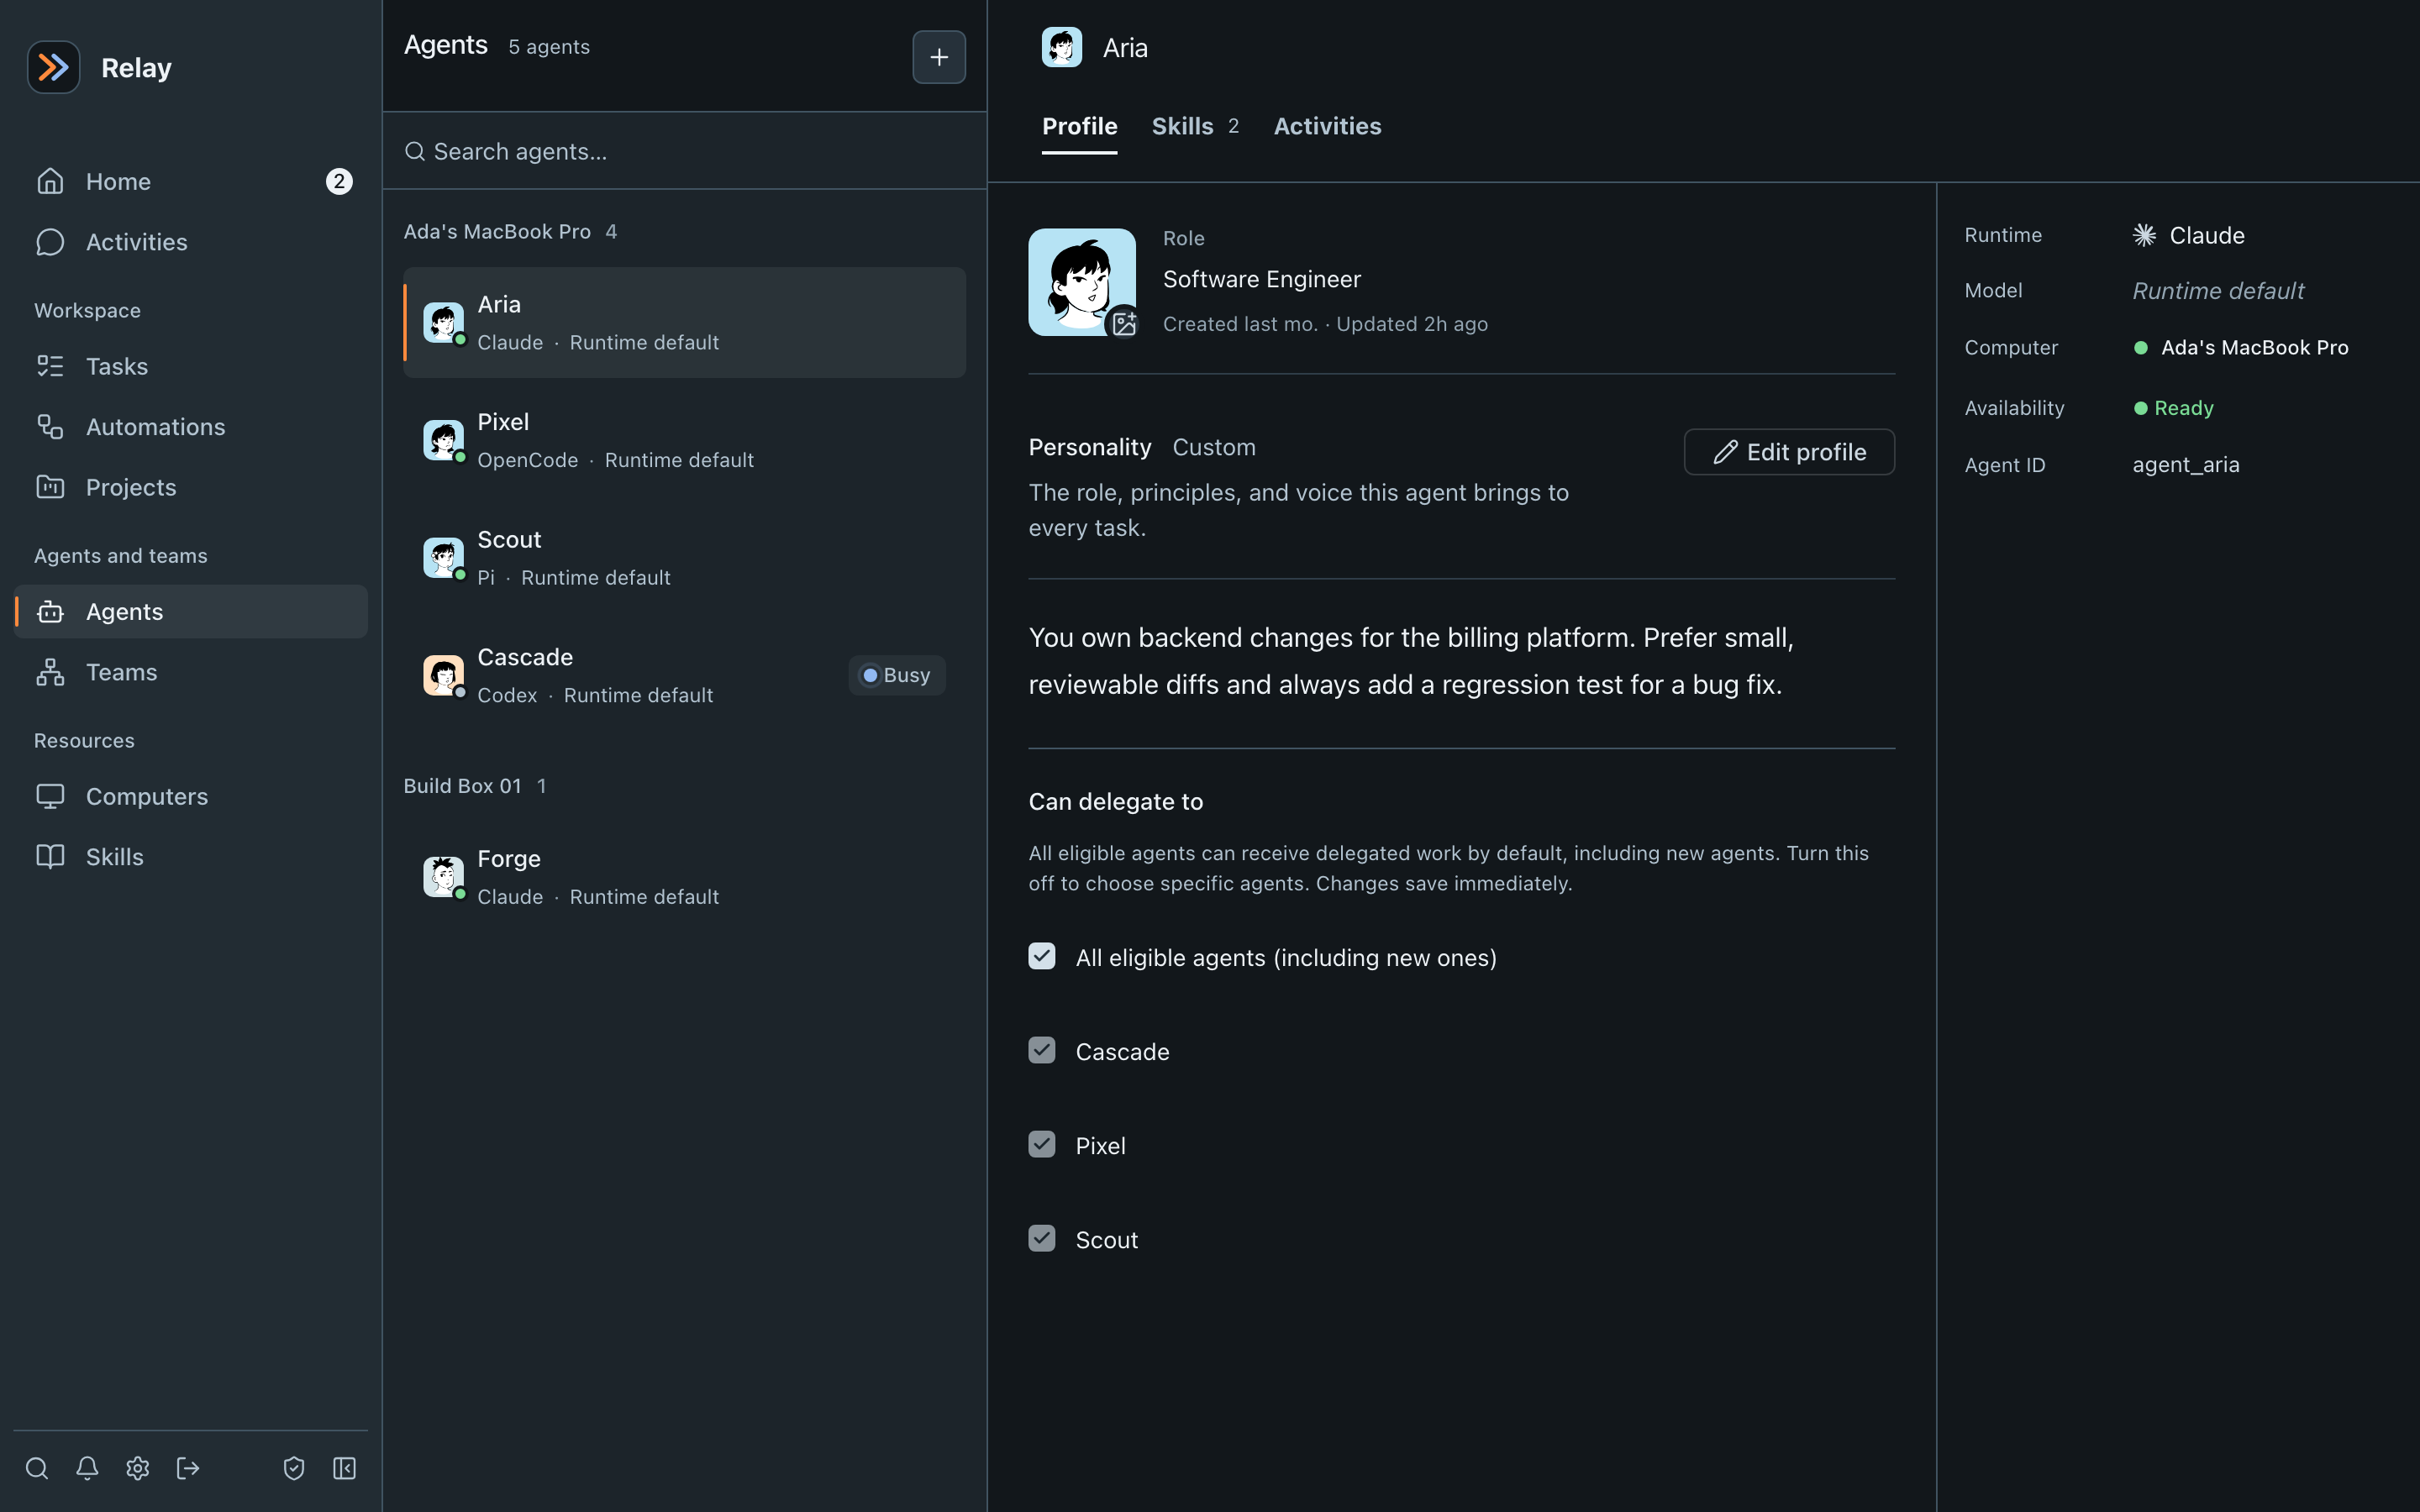 Relay
Home 2
Activities
Workspace
Tasks
Automations
Projects
Agents and teams
Agents
Teams
Resources
Computers
Skills
Agents 5 agents
Search agents...
Ada's MacBook Pro 4
Aria
Claude · Runtime default
Pixel
OpenCode · Runtime default
Scout
Pi · Runtime default
Cascade
Codex · Runtime default
Busy
Build Box 01 1
Forge
Claude · Runtime default
Aria
Profile Skills 2 Activities
Role
Software Engineer
Created last mo. · Updated 2h ago
Personality Custom
Edit profile
The role, principles, and voice this agent brings to
every task.
You own backend changes for the billing platform. Prefer small,
reviewable diffs and always add a regression test for a bug fix.
Can delegate to
All eligible agents can receive delegated work by default, including new agents. Turn this
off to choose specific agents. Changes save immediately.
All eligible agents (including new ones)
Cascade
Pixel
Scout
Runtime Claude
Model Runtime default
Computer Ada's MacBook Pro
Availability Ready
Agent ID agent_aria